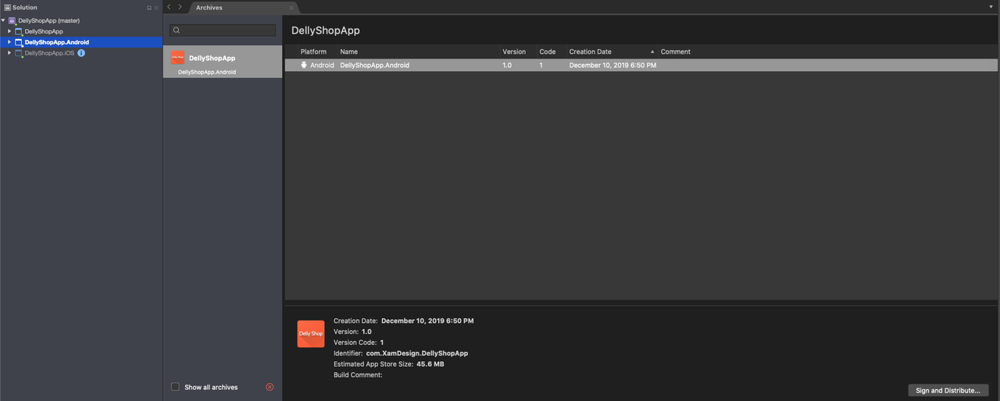 Solution
DellyShopApp (master)
DellyShopApp
DellyShopApp.Android
DellyShopApp.iOS
Archives
DellyShopApp
DellyShopApp.Android
Show all archives
DellyShopApp
Platform Name Version Code Creation Date Comment
Android DellyShopApp.Android 1.0 1 December 10, 2019 6:50 PM
Delly Shop
Creation Date: December 10, 2019 6:50 PM
Version: 1.0
Version Code: 1
Identifier: com.XamDesign.DellyShopApp
Estimated App Store Size: 45.6 MB
Build Comment:
Sign and Distribute...